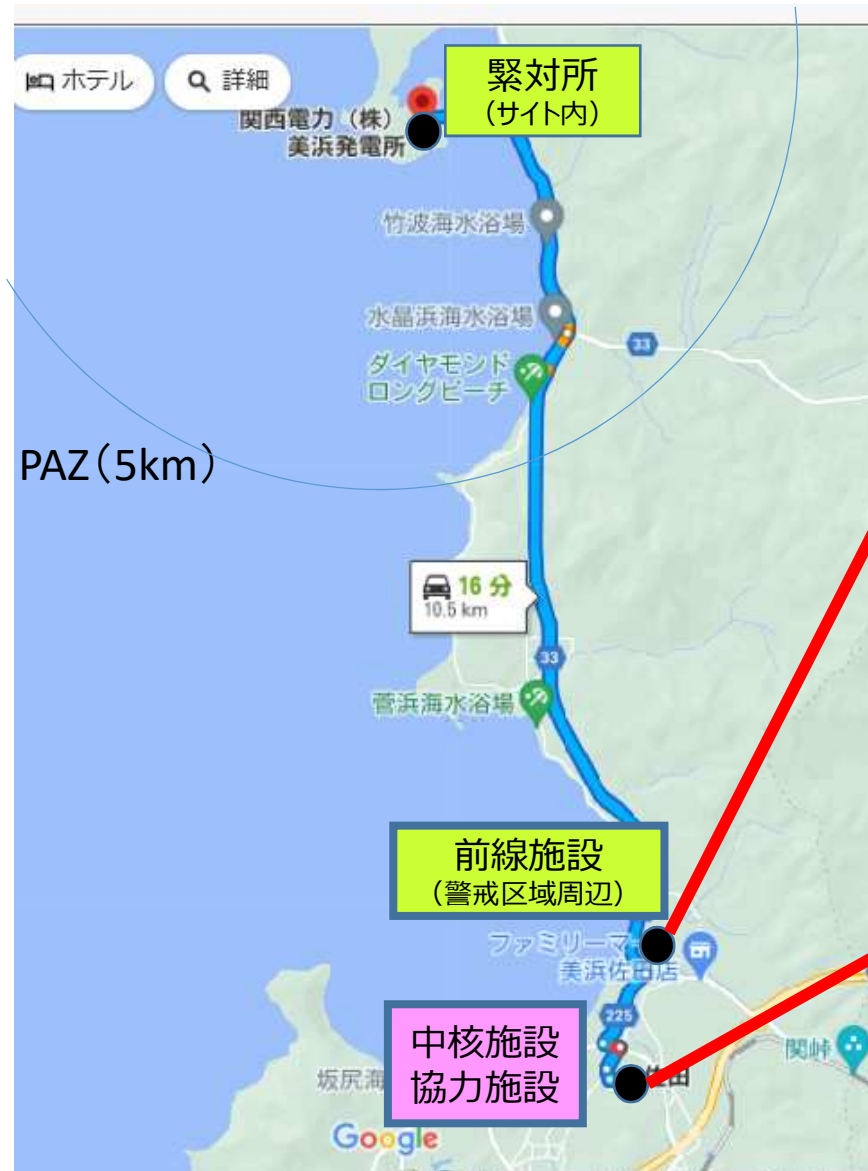 ホテル
詳細
緊対所
（サイト内）
関西電力（株）
美浜発電所
竹波海水浴場
水晶浜海水浴場
33
ダイヤモンド
ロングビーチ
PAZ（5km）
16 分
10.5 km
33
菅浜海水浴場
前線施設
（警戒区域周辺）
ファミリーマー
美浜佐田店
225
中核施設
協力施設
佐田
関峠
坂尻海
Google